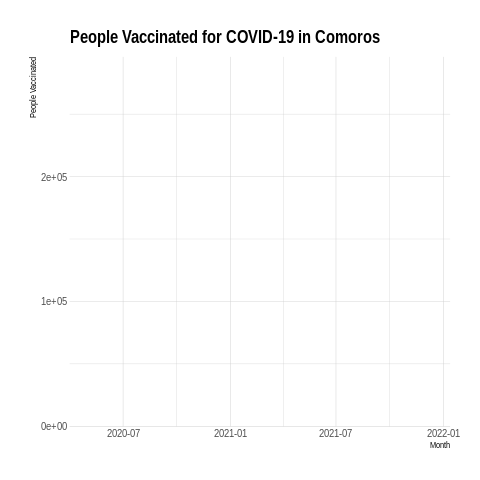 People Vaccinated for COVID-19 in Comoros
People Vaccinated
2e+05
1e+05
0e+00
2020-07 2021-01 2021-07 2022-01
Month